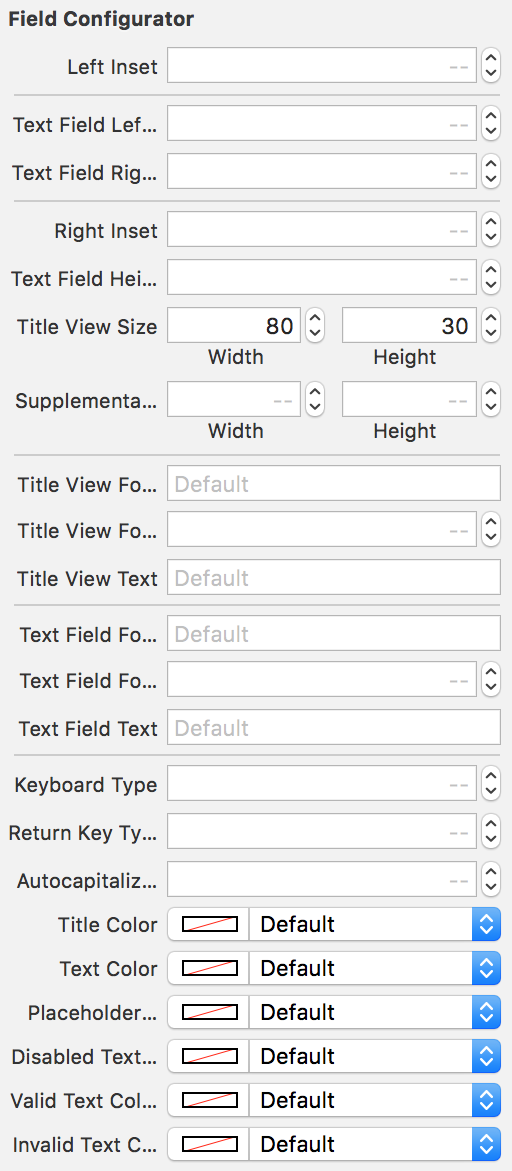 Field Configurator
Left Inset --
Text Field Lef... --
Text Field Rig... --
Right Inset --
Text Field Hei... --
Title View Size 80 30
Width Height
Supplementa... -- --
Width Height
Title View Fo... Default
Title View Fo... --
Title View Text Default
Text Field Fo... Default
Text Field Fo... --
Text Field Text Default
Keyboard Type --
Return Key Ty... --
Autocapitaliz... --
Title Color Default
Text Color Default
Placeholder... Default
Disabled Text... Default
Valid Text Col... Default
Invalid Text C... Default